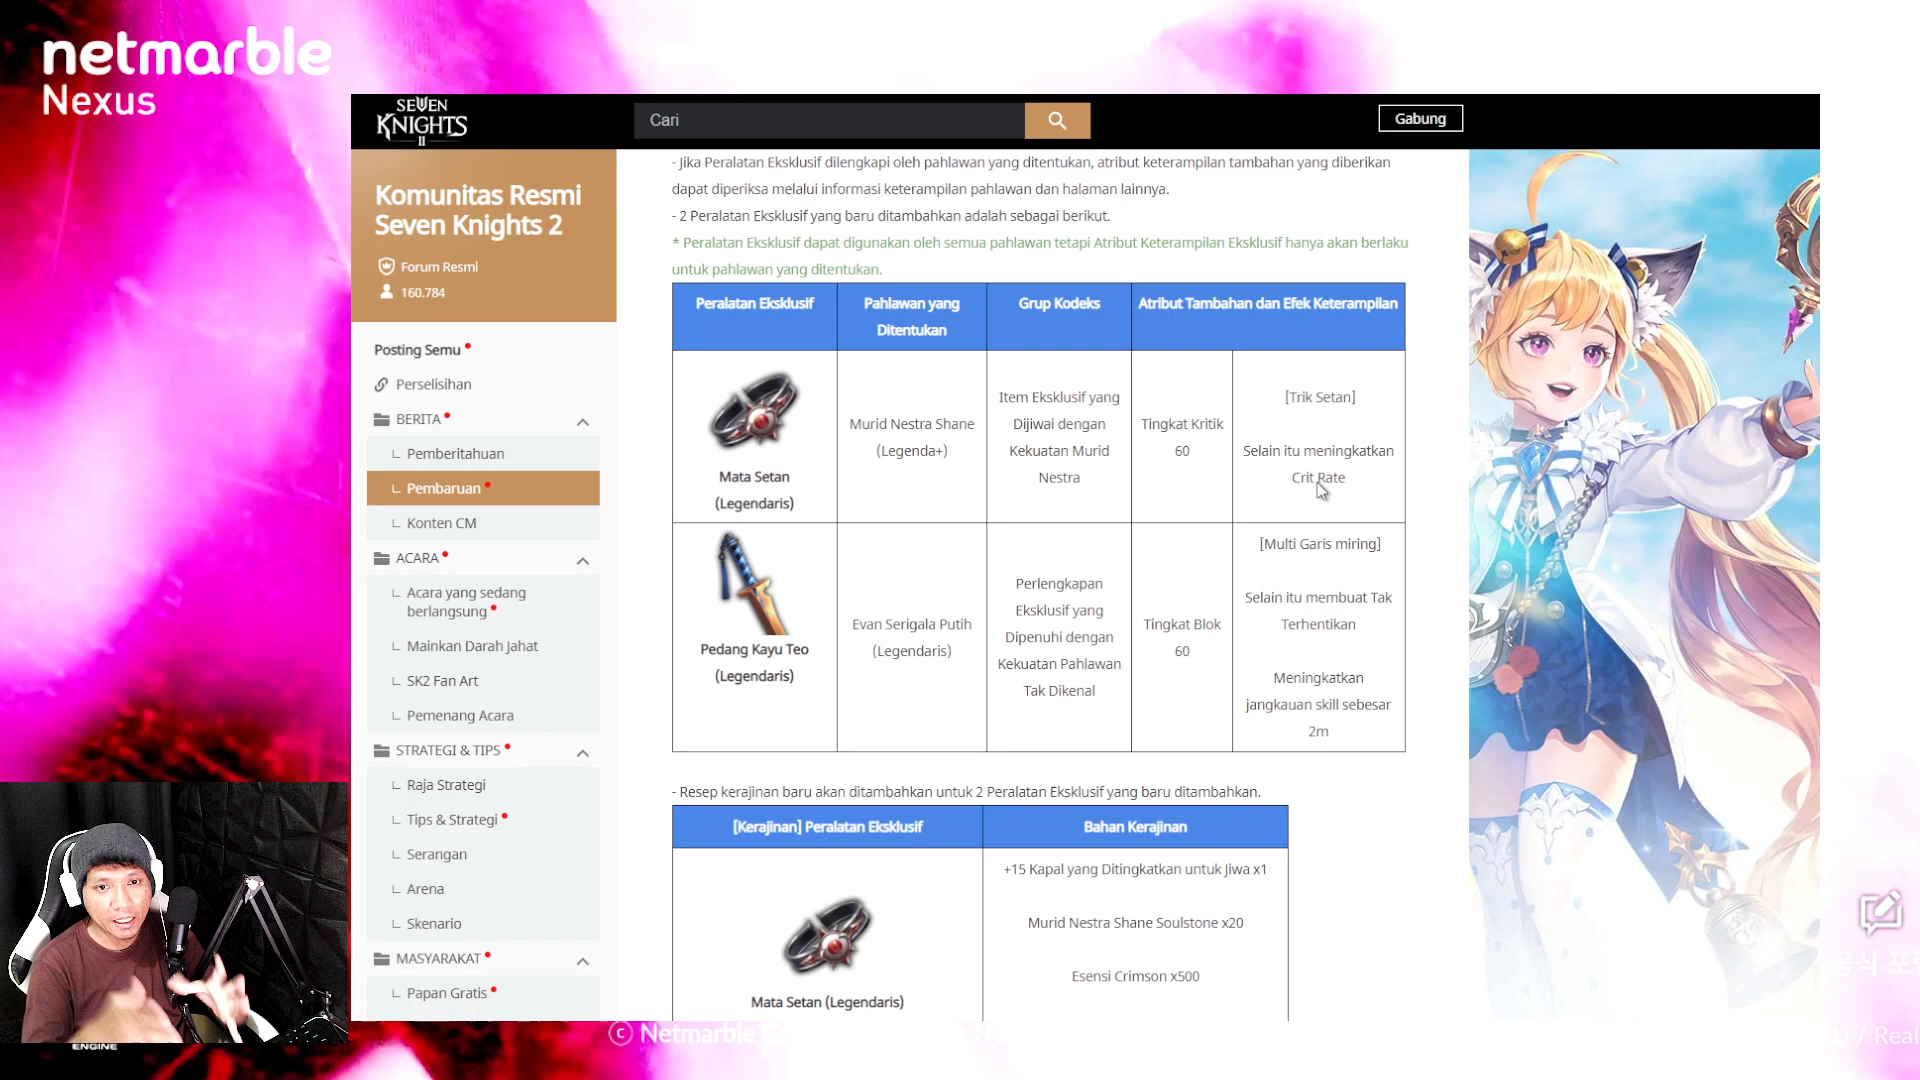 netmarble
Nexus
SEVEN
KNIGHTS
II
Cari
Gabung
Komunitas Resmi
Seven Knights 2
Forum Resmi
160.784
Posting Semu
Perselisihan
BERITA
Pemberitahuan
Pembaruan
Konten CM
ACARA
Acara yang sedang
berlangsung
Mainkan Darah Jahat
SK2 Fan Art
Pemenang Acara
STRATEGI & TIPS
Raja Strategi
Tips & Strategi
Serangan
Arena
Skenario
MASYARAKAT
Papan Gratis
- Jika Peralatan Eksklusif dilengkapi oleh pahlawan yang ditentukan, atribut keterampilan tambahan yang diberikan
dapat diperiksa melalui informasi keterampilan pahlawan dan halaman lainnya.
- 2 Peralatan Eksklusif yang baru ditambahkan adalah sebagai berikut.
* Peralatan Eksklusif dapat digunakan oleh semua pahlawan tetapi Atribut Keterampilan Eksklusif hanya akan berlaku
untuk pahlawan yang ditentukan.
Peralatan Eksklusif
Pahlawan yang
Ditentukan
Grup Kodeks
Atribut Tambahan dan Efek Keterampilan
Mata Setan
(Legendaris)
Murid Nestra Shane
(Legenda+)
Item Eksklusif yang
Dijiwai dengan
Kekuatan Murid
Nestra
Tingkat Kritik
60
[Trik Setan]
Selain itu meningkatkan
Crit Rate
Pedang Kayu Teo
(Legendaris)
Evan Serigala Putih
(Legendaris)
Perlengkapan
Eksklusif yang
Dipenuhi dengan
Kekuatan Pahlawan
Tak Dikenal
Tingkat Blok
60
[Multi Garis miring]
Selain itu membuat Tak
Terhentikan
Meningkatkan
jangkauan skill sebesar
2m
- Resep kerajinan baru akan ditambahkan untuk 2 Peralatan Eksklusif yang baru ditambahkan.
[Kerajinan] Peralatan Eksklusif
Bahan Kerajinan
Mata Setan (Legendaris)
+15 Kapal yang Ditingkatkan untuk Jiwa x1
Murid Nestra Shane Soulstone x20
Esensi Crimson x500
공식
ENGINE
© Netmarble